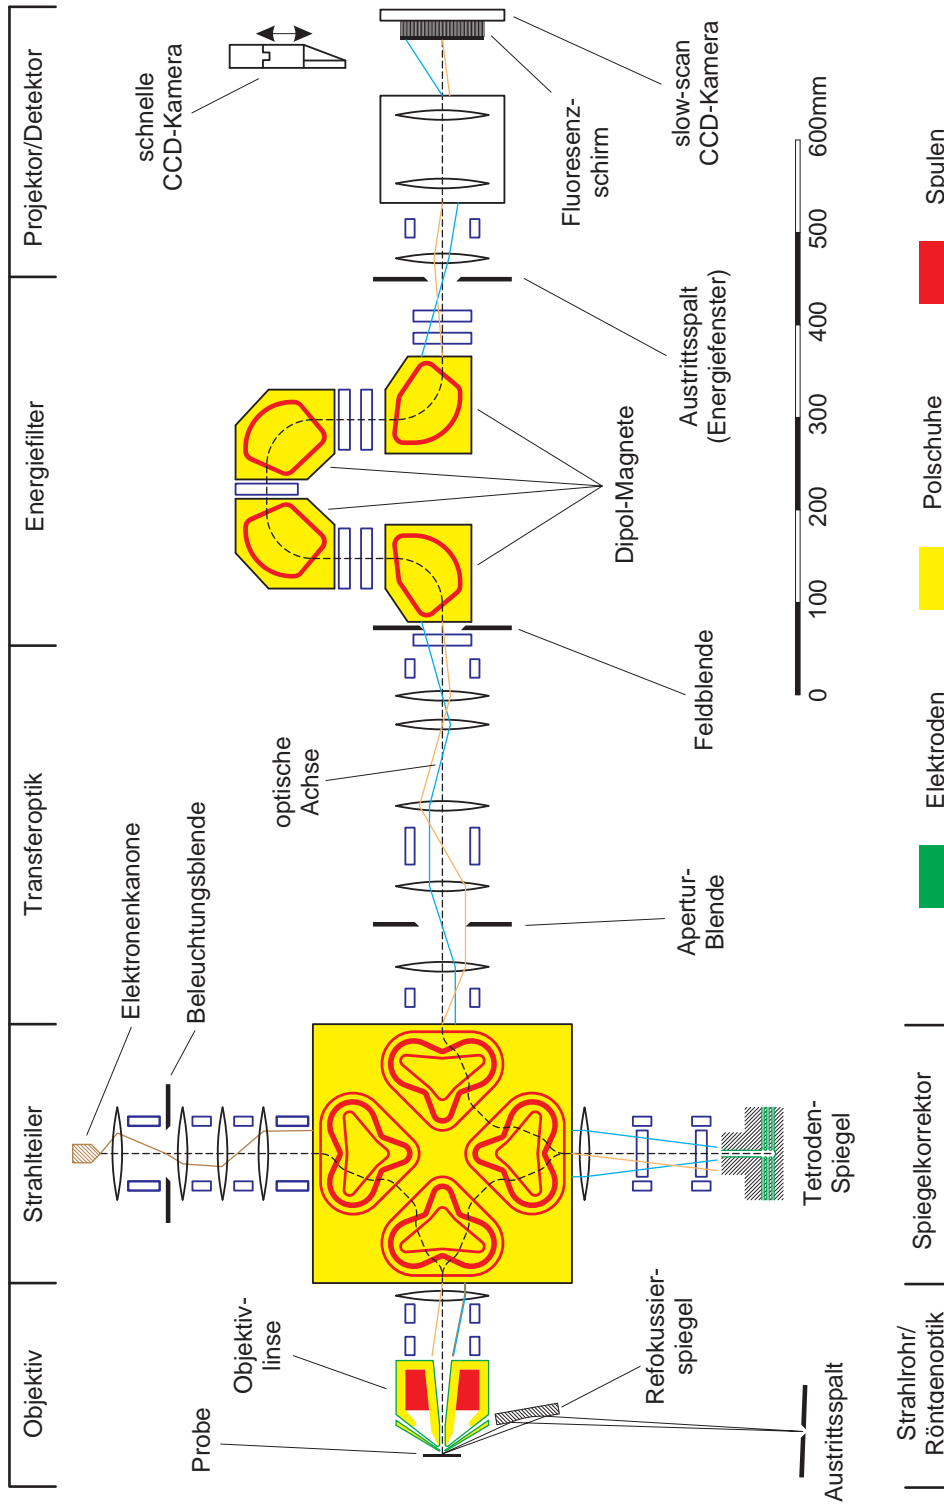 Objektiv
Strahlteiler
Transferoptik
Energiefilter
Projektor/Detektor
Elektronenkanone
Beleuchtungsblende
schnelle
CCD-Kamera
Probe
Objektiv-
linse
optische
Achse
Refokussier-
spiegel
Austrittsspalt
Tetroden-
Spiegel
Apertur-
Blende
Feldblende
Dipol-Magnete
Austrittsspalt
(Energiefenster)
Fluoresenz-
schirm
slow-scan
CCD-Kamera
0 100 200 300 400 500 600mm
Strahlrohr/
Röntgenoptik
Spiegelkorrektor
Elektroden
Polschuhe
Spulen